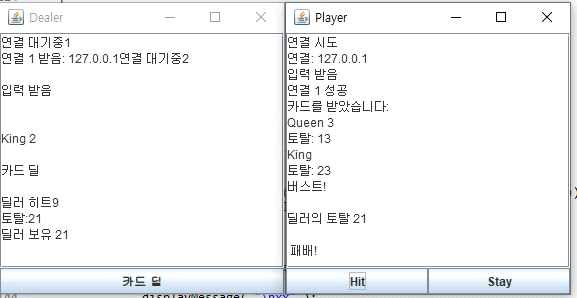 Dealer
연결 대기중1
연결 1 받음: 127.0.0.1연결 대기중2
입력 받음
King 2
카드 딜
딜러 히트9
토탈:21
딜러 보유 21
카드 딜
Player
연결 시도
연결: 127.0.0.1
입력 받음
연결 1 성공
카드를 받았습니다:
Queen 3
토탈: 13
King
토탈: 23
버스트!
딜러의 토탈 21
패배!
Hit
Stay